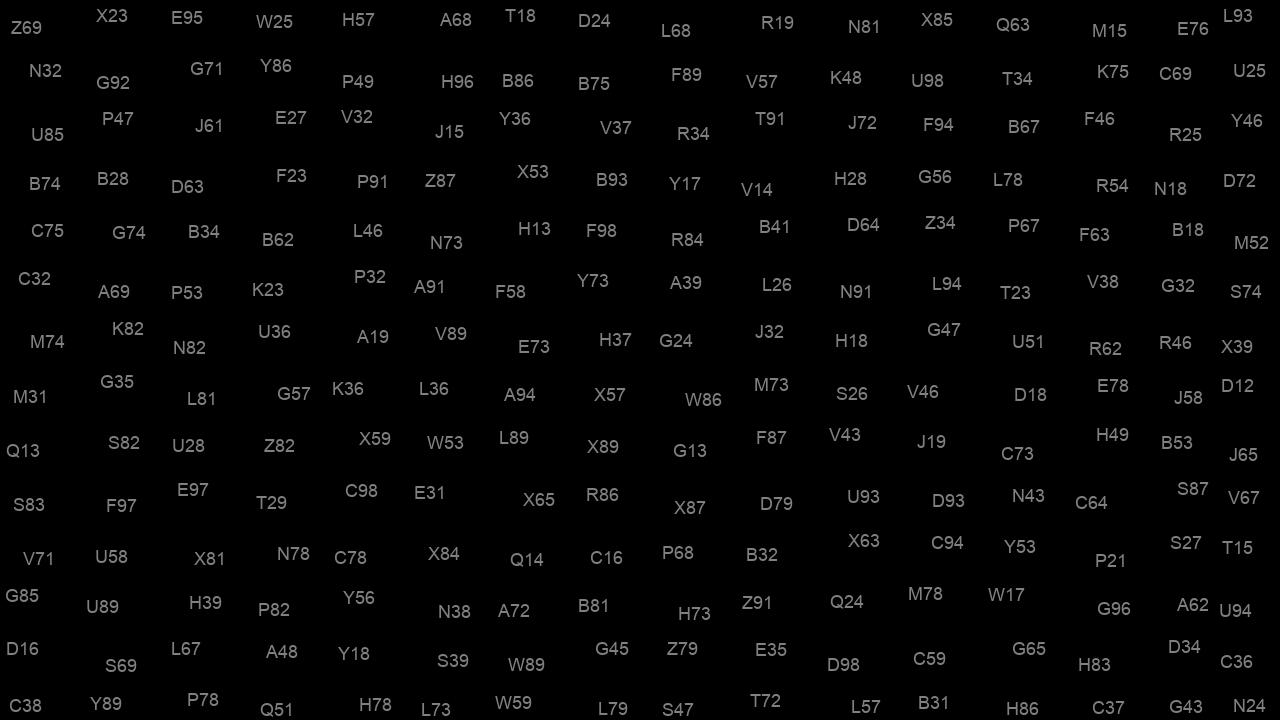 Z69 X23 E95 W25 H57 A68 T18 D24 L68 R19 N81 X85 Q63 M15 E76 L93
N32 G92 G71 Y86 P49 H96 B86 B75 F89 V57 K48 U98 T34 K75 C69 U25
U85 P47 J61 E27 V32 J15 Y36 V37 R34 T91 J72 F94 B67 F46 R25 Y46
B74 B28 D63 F23 P91 Z87 X53 B93 Y17 V14 H28 G56 L78 R54 N18 D72
C75 G74 B34 B62 L46 N73 H13 F98 R84 B41 D64 Z34 P67 F63 B18 M52
C32 A69 P53 K23 P32 A91 F58 Y73 A39 L26 N91 L94 T23 V38 G32 S74
M74 K82 N82 U36 A19 V89 E73 H37 G24 J32 H18 G47 U51 R62 R46 X39
M31 G35 L81 G57 K36 L36 A94 X57 W86 M73 S26 V46 D18 E78 J58 D12
Q13 S82 U28 Z82 X59 W53 L89 X89 G13 F87 V43 J19 C73 H49 B53 J65
S83 F97 E97 T29 C98 E31 X65 R86 X87 D79 U93 D93 N43 C64 S87 V67
V71 U58 X81 N78 C78 X84 Q14 C16 P68 B32 X63 C94 Y53 P21 S27 T15
G85 U89 H39 P82 Y56 N38 A72 B81 H73 Z91 Q24 M78 W17 G96 A62 U94
D16 S69 L67 A48 Y18 S39 W89 G45 Z79 E35 D98 C59 G65 H83 D34 C36
C38 Y89 P78 Q51 H78 L73 W59 L79 S47 T72 L57 B31 H86 C37 G43 N24